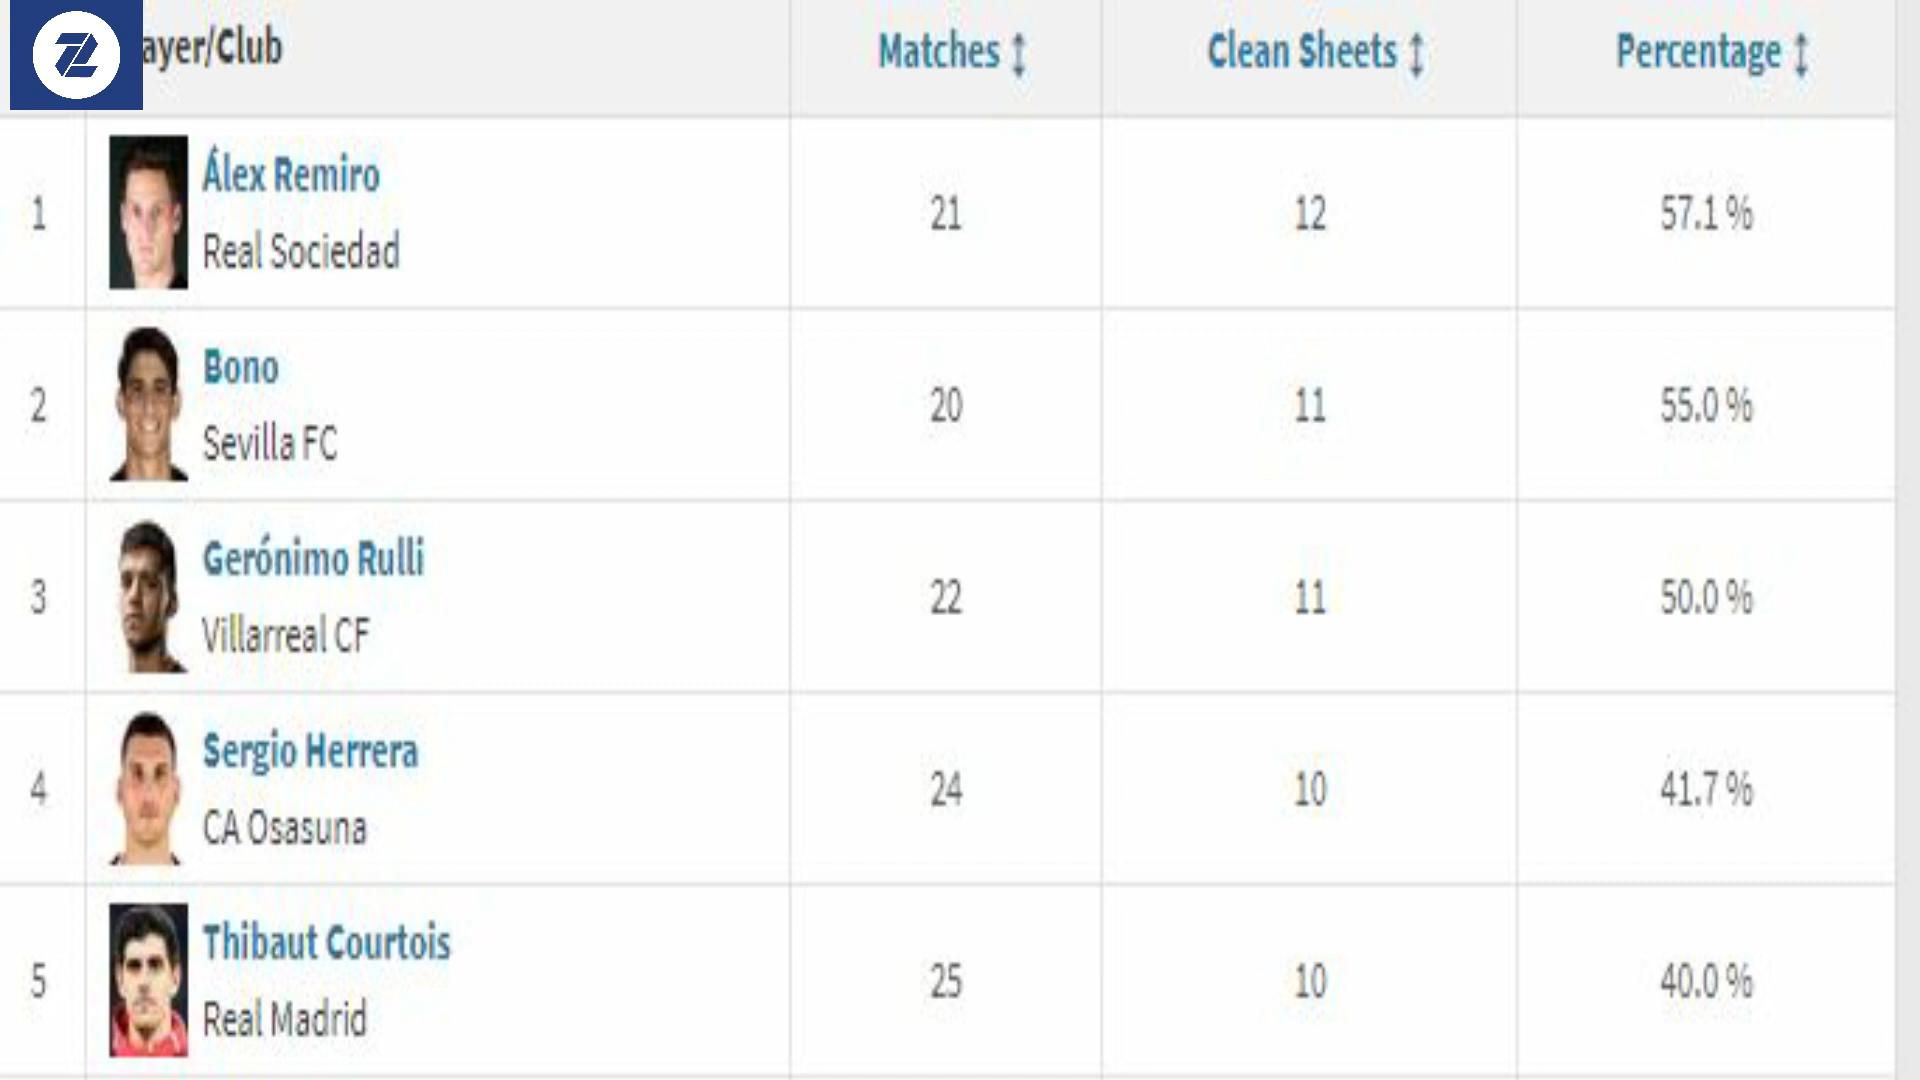 ayer/Club Matches Clean Sheets Percentage
1 Álex Remiro Real Sociedad 21 12 57.1 %
2 Bono Sevilla FC 20 11 55.0 %
3 Gerónimo Rulli Villarreal CF 22 11 50.0 %
4 Sergio Herrera CA Osasuna 24 10 41.7 %
5 Thibaut Courtois Real Madrid 25 10 40.0 %